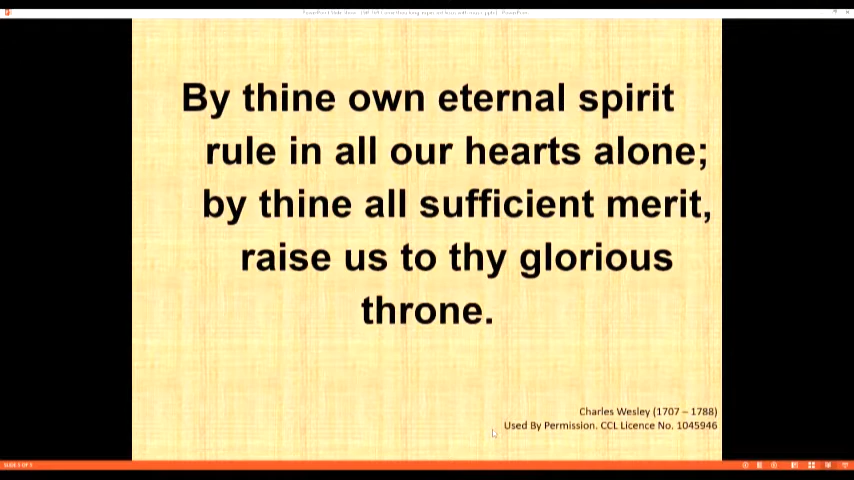 By thine own eternal spirit
rule in all our hearts alone;
by thine all sufficient merit,
raise us to thy glorious
throne.
Charles Wesley (1707 – 1788)
Used By Permission. CCL Licence No. 1045946